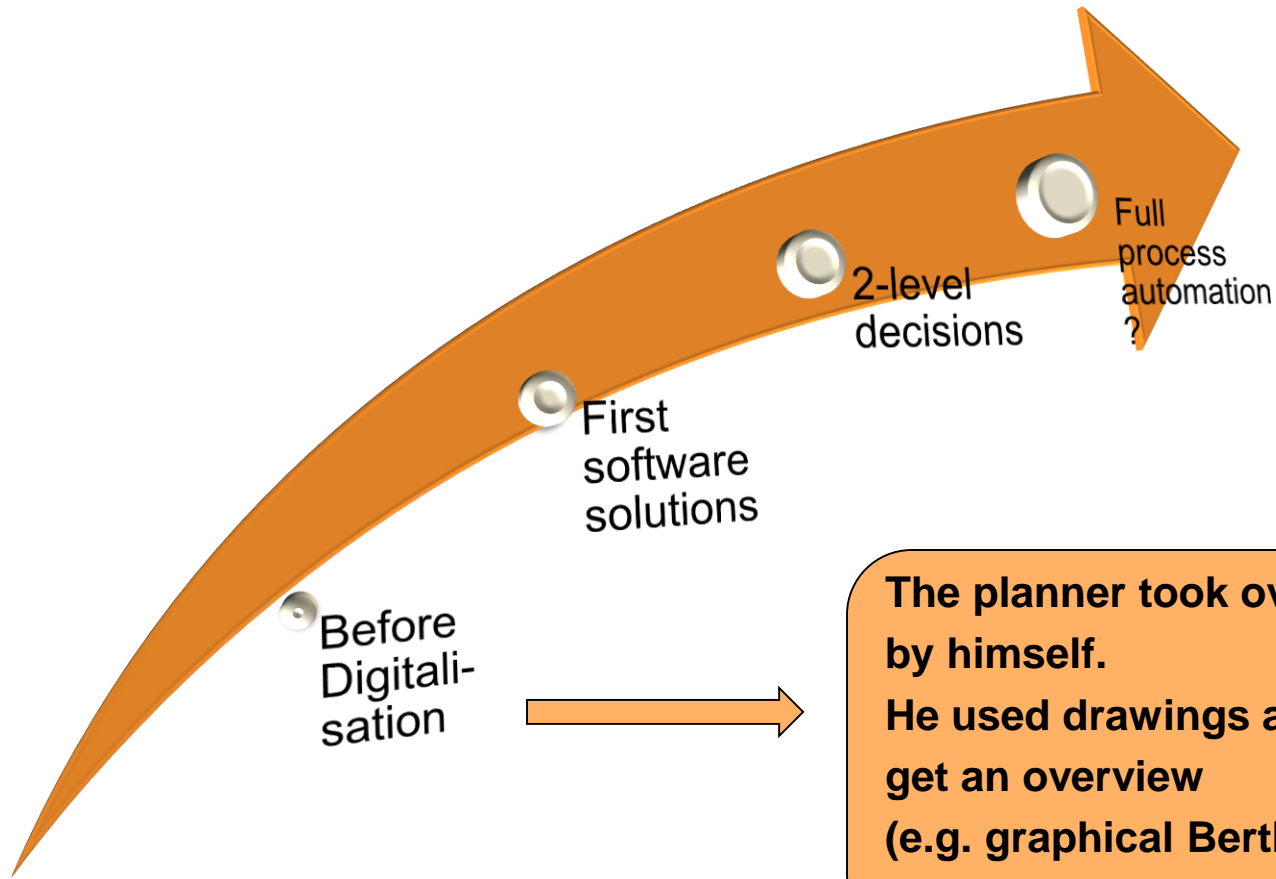 Full
process
automation
?
2-level
decisions
First
software
solutions
Before
Digitali-
sation
The planner took ov
by himself.
He used drawings a
get an overview
(e.g. graphical Berth